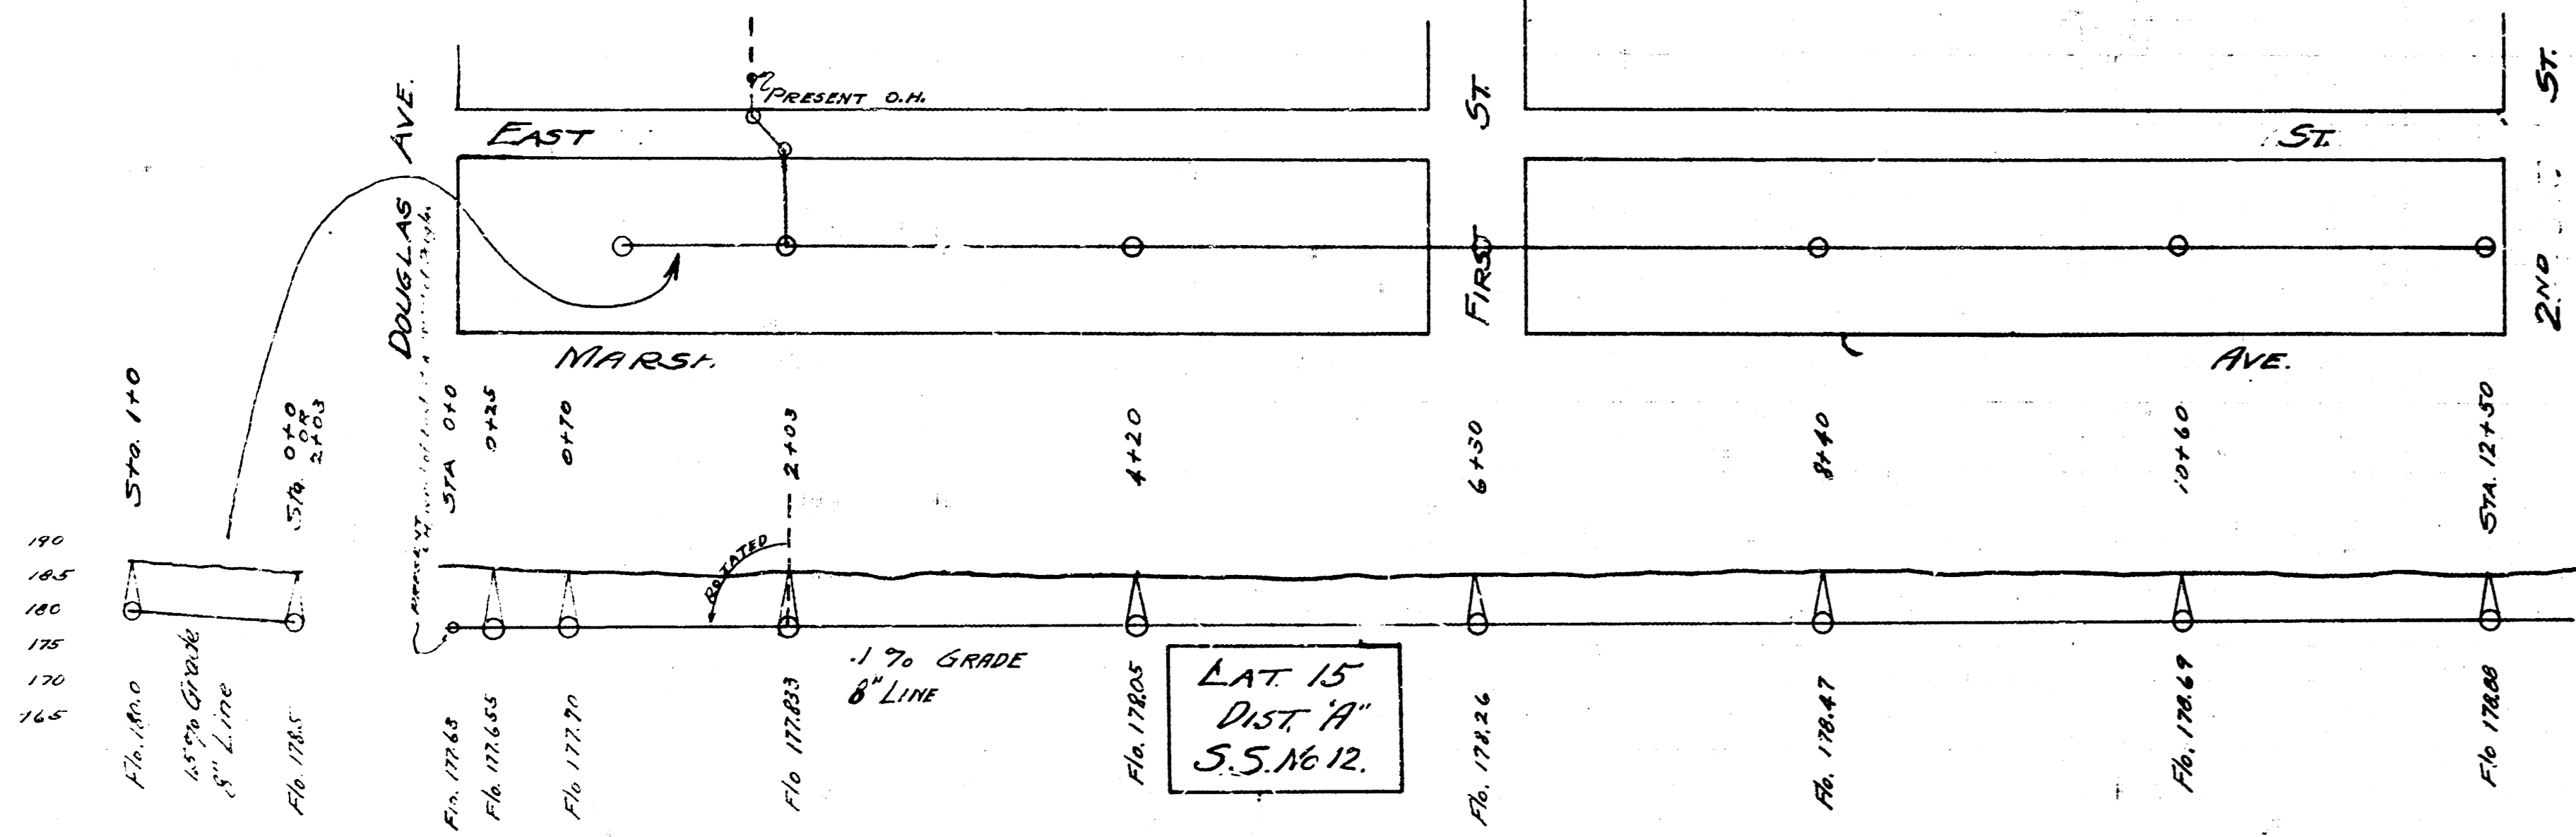 PRESENT O.H.
DOUGLAS AVE.
EAST
ST.
FIRST ST.
2ND ST.
MARSH.
AVE.
Sta. 1+0
Sta. 0+0
OR
2+03
STA 0+0
0+25
0+70
2+03
4+20
6+30
8+40
10+60
STA. 12+50
PRESENT
ROTATED
190
185
180
175
170
165
.1% GRADE
8" LINE
1.5% Grade
8" Line
LAT. 15
DIST. "A"
S.S. No 12.
Flo. 180.0
Flo. 178.5
Flo. 177.63
Flo. 177.655
Flo 177.70
Flo 177.833
Flo. 178.05
Flo. 178.26
Flo. 178.47
Flo. 178.69
Flo 178.88